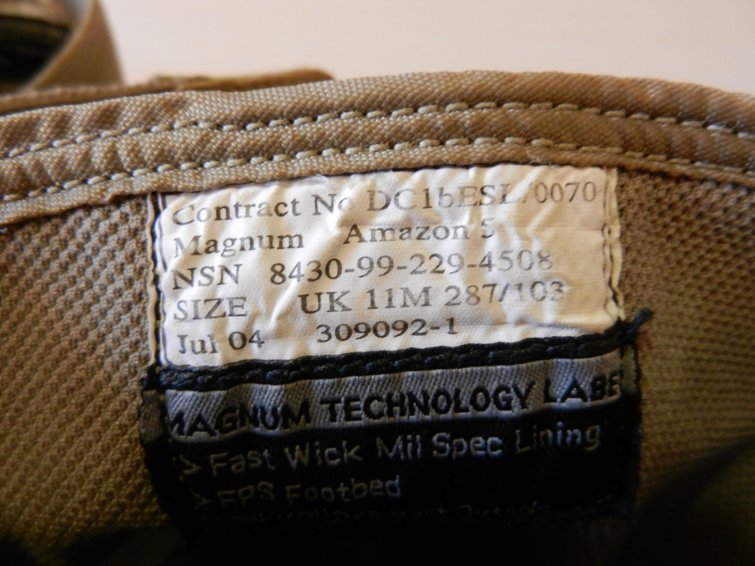 Contract No DC1bESL/0070
Magnum Amazon 5
NSN 8430-99-229-4508
SIZE UK 11M 287/103
Jul 04 309092-1
MAGNUM TECHNOLOGY LABE
> Fast Wick Mil Spec Lining
> FPS Footbed